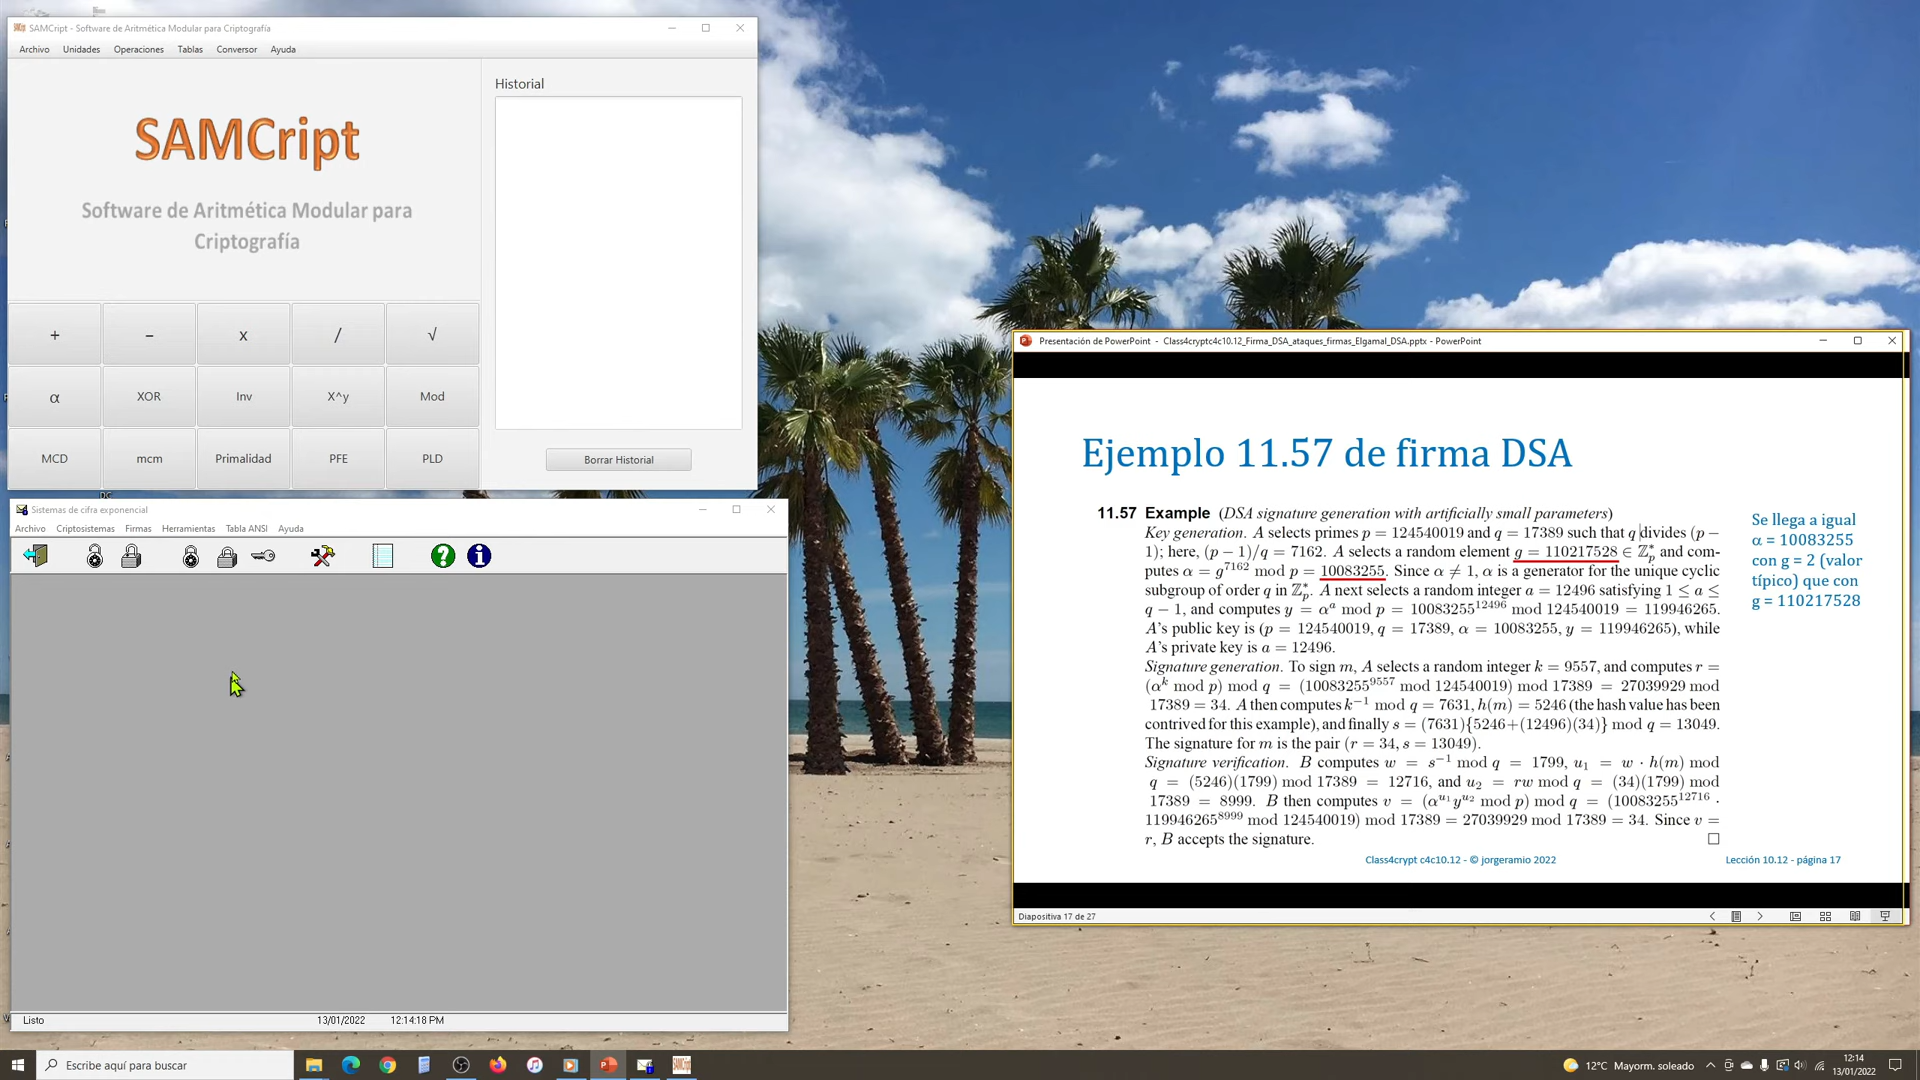 SAMCript - Software de Aritmética Modular para Criptografía
Archivo Unidades Operaciones Tablas Conversor Ayuda
SAMCript
Software de Aritmética Modular para
Criptografía
Historial
+ − x / √
α XOR Inv X^y Mod
MCD mcm Primalidad PFE PLD
Borrar Historial
Sistemas de cifra exponencial
Archivo Criptosistemas Firmas Herramientas Tabla ANSI Ayuda
Listo 13/01/2022 12:14:18 PM
Presentación de PowerPoint - Class4cryptc4c10.12_Firma_DSA_ataques_firmas_Elgamal_DSA.pptx - PowerPoint
Ejemplo 11.57 de firma DSA
11.57 Example (DSA signature generation with artificially small parameters)
Key generation. A selects primes p = 124540019 and q = 17389 such that q divides (p −
1); here, (p − 1)/q = 7162. A selects a random element g = 110217528 ∈ ℤ*ₚ and com-
putes α = g^7162 mod p = 10083255. Since α ≠ 1, α is a generator for the unique cyclic
subgroup of order q in ℤ*ₚ. A next selects a random integer a = 12496 satisfying 1 ≤ a ≤
q − 1, and computes y = α^a mod p = 10083255^12496 mod 124540019 = 119946265.
A's public key is (p = 124540019, q = 17389, α = 10083255, y = 119946265), while
A's private key is a = 12496.
Signature generation. To sign m, A selects a random integer k = 9557, and computes r =
(α^k mod p) mod q = (10083255^9557 mod 124540019) mod 17389 = 27039929 mod
17389 = 34. A then computes k^−1 mod q = 7631, h(m) = 5246 (the hash value has been
contrived for this example), and finally s = (7631){5246+(12496)(34)} mod q = 13049.
The signature for m is the pair (r = 34, s = 13049).
Signature verification. B computes w = s^−1 mod q = 1799, u₁ = w · h(m) mod
q = (5246)(1799) mod 17389 = 12716, and u₂ = rw mod q = (34)(1799) mod
17389 = 8999. B then computes v = (α^u₁ y^u₂ mod p) mod q = (10083255^12716 ·
119946265^8999 mod 124540019) mod 17389 = 27039929 mod 17389 = 34. Since v =
r, B accepts the signature. □
Se llega a igual
α = 10083255
con g = 2 (valor
típico) que con
g = 110217528
Class4crypt c4c10.12 - © jorgeramio 2022
Lección 10.12 - página 17
Diapositiva 17 de 27
Escribe aquí para buscar
12°C Mayorm. soleado
12:14
13/01/2022